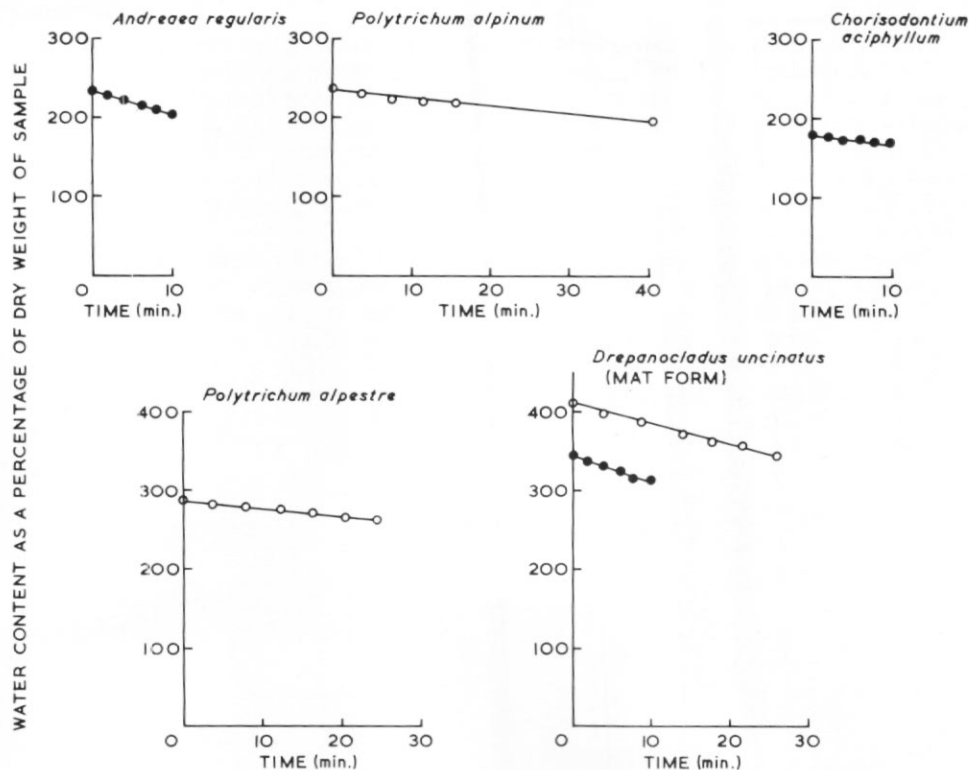 WATER CONTENT AS A PERCENTAGE OF DRY WEIGHT OF SAMPLE
Andreaea regularis
300
200
100
0 10
TIME (min.)
Polytrichum alpinum
300
200
100
0 10 20 30 40
TIME (min.)
Chorisodontium
aciphyllum
300
200
100
0 10
TIME (min.)
Polytrichum alpestre
400
300
200
100
0 10 20 30
TIME (min.)
Drepanocladus uncinatus
(MAT FORM)
400
300
200
100
0 10 20 30
TIME (min.)